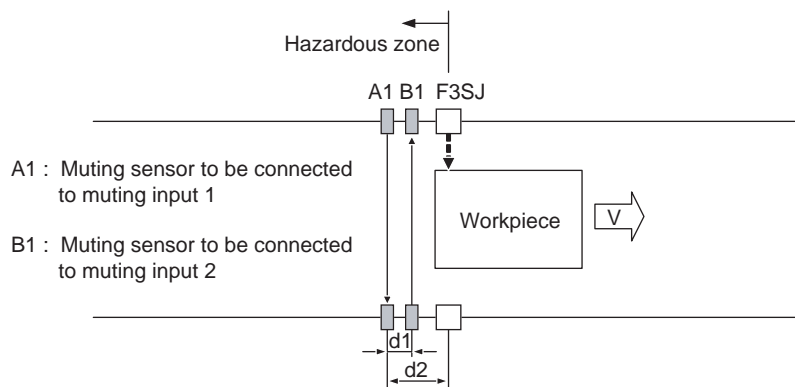 Hazardous zone
A1 B1 F3SJ
A1 : Muting sensor to be connected
to muting input 1
Workpiece
V
B1 : Muting sensor to be connected
to muting input 2
d1
d2